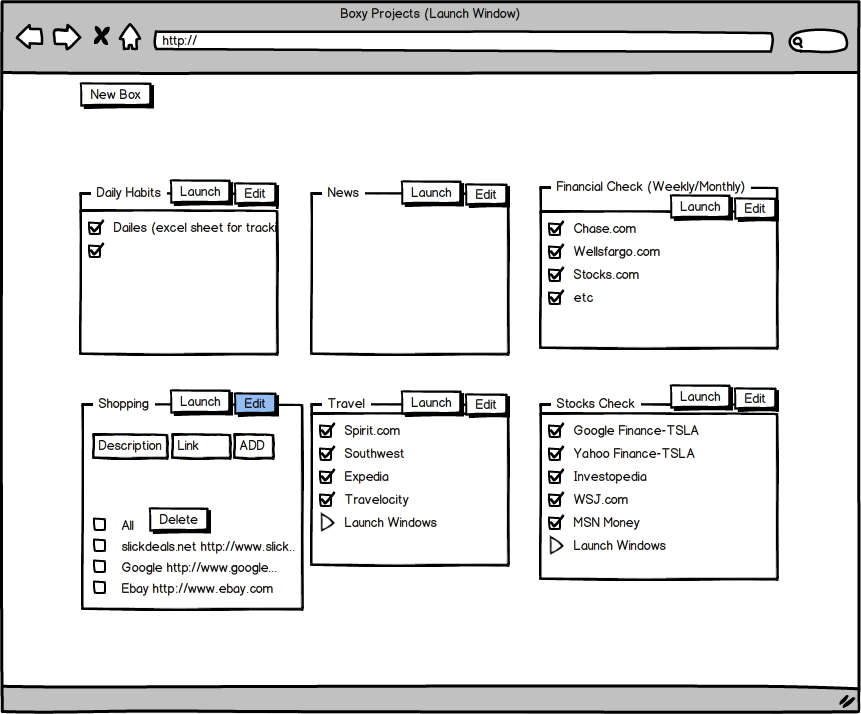 Boxy Projects (Launch Window)
http://
New Box
Daily Habits Launch Edit
Dailes (excel sheet for tracki
News Launch Edit
Financial Check (Weekly/Monthly)
Launch Edit
Chase.com
Wellsfargo.com
Stocks.com
etc
Shopping Launch Edit
Description Link ADD
All Delete
slickdeals.net http://www.slick..
Google http://www.google...
Ebay http://www.ebay.com
Travel Launch Edit
Spirit.com
Southwest
Expedia
Travelocity
Launch Windows
Stocks Check Launch Edit
Google Finance-TSLA
Yahoo Finance-TSLA
Investopedia
WSJ.com
MSN Money
Launch Windows